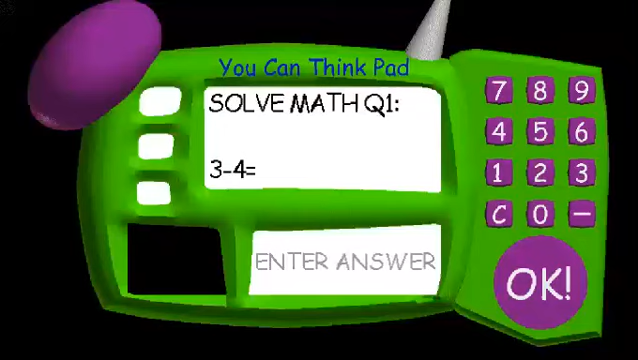 You Can Think Pad
SOLVE MATH Q1:
3-4=
ENTER ANSWER
7 8 9
4 5 6
1 2 3
C 0 −
OK!